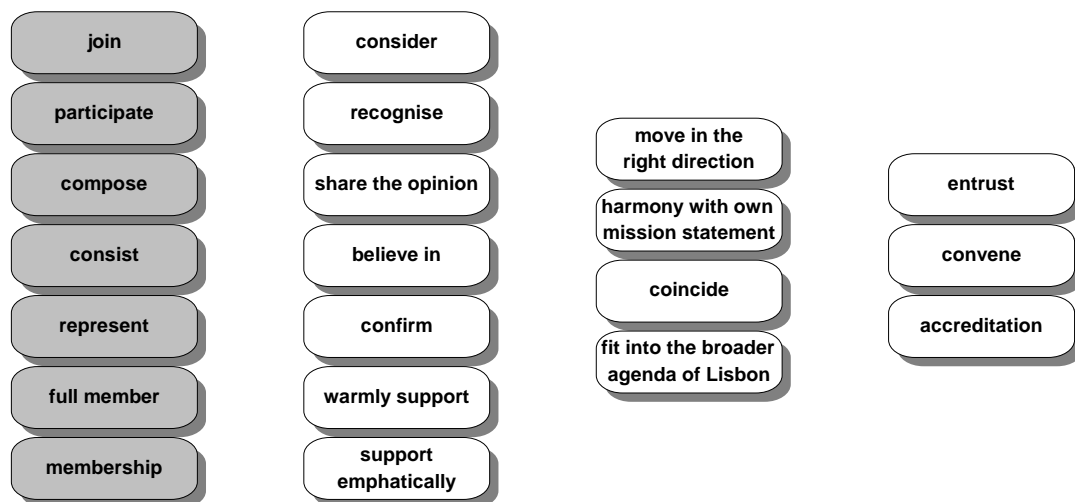 join
participate
compose
consist
represent
full member
membership
consider
recognise
share the opinion
believe in
confirm
warmly support
support
emphatically
move in the
right direction
harmony with own
mission statement
coincide
fit into the broader
agenda of Lisbon
entrust
convene
accreditation